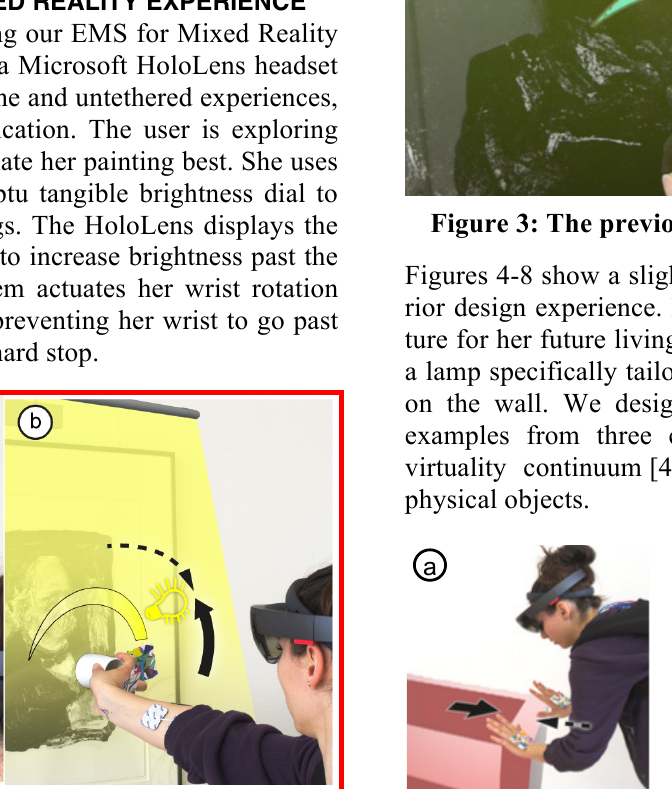 ED REALITY EXPERIENCE
ng our EMS for Mixed Reality
a Microsoft HoloLens headset
ne and untethered experiences,
ication. The user is exploring
ate her painting best. She uses
ptu tangible brightness dial to
gs. The HoloLens displays the
to increase brightness past the
em actuates her wrist rotation
preventing her wrist to go past
hard stop.
b
Figure 3: The previo
Figures 4-8 show a sligh
rior design experience.
ture for her future living
a lamp specifically tailo
on the wall. We desig
examples from three
virtuality continuum [4
physical objects.
a